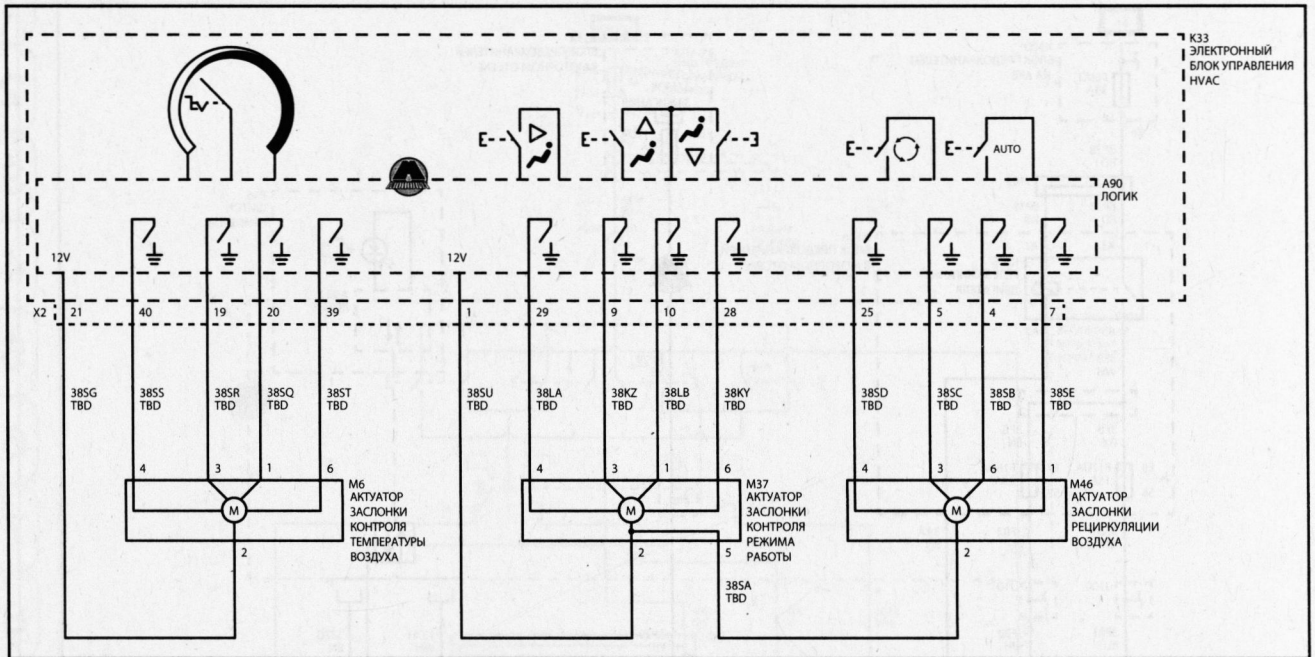 K33
ЭЛЕКТРОННЫЙ
БЛОК УПРАВЛЕНИЯ
HVAC
AUTO
A90
ЛОГИК
12V 12V
X2 21 40 19 20 39 1 29 9 10 28 25 5 4 7
38SG 38SS 38SR 38SQ 38ST 38SU 38LA 38KZ 38LB 38KY 38SD 38SC 38SB 38SE
TBD TBD TBD TBD TBD TBD TBD TBD TBD TBD TBD TBD TBD TBD
4 3 1 6 4 3 1 6 4 3 6 1
M6
АКТУАТОР
ЗАСЛОНКИ
КОНТРОЛЯ
ТЕМПЕРАТУРЫ
ВОЗДУХА
M
2
M37
АКТУАТОР
ЗАСЛОНКИ
КОНТРОЛЯ
РЕЖИМА
РАБОТЫ
M
2 5
38SA
TBD
M46
АКТУАТОР
ЗАСЛОНКИ
РЕЦИРКУЛЯЦИИ
ВОЗДУХА
M
2